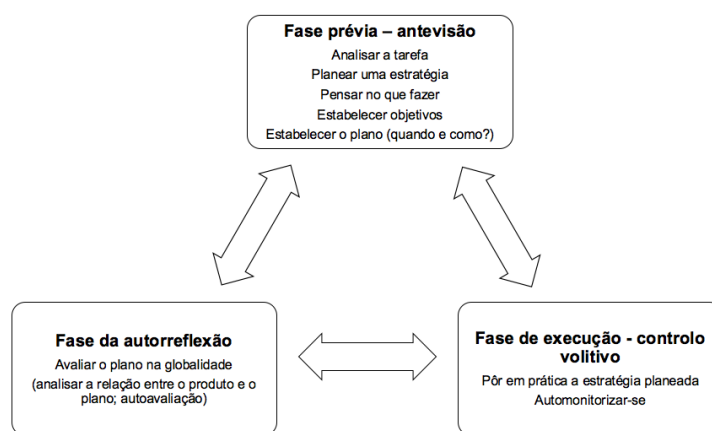 Fase prévia – antevisão
Analisar a tarefa
Planear uma estratégia
Pensar no que fazer
Estabelecer objetivos
Estabelecer o plano (quando e como?)
Fase da autorreflexão
Avaliar o plano na globalidade
(analisar a relação entre o produto e o
plano; autoavaliação)
Fase de execução - controlo
volitivo
Pôr em prática a estratégia planeada
Automonitorizar-se